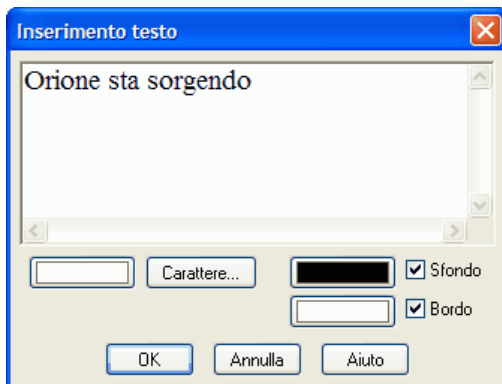 Inserimento testo
Orione sta sorgendo
Carattere...
Sfondo
Bordo
OK Annulla Aiuto